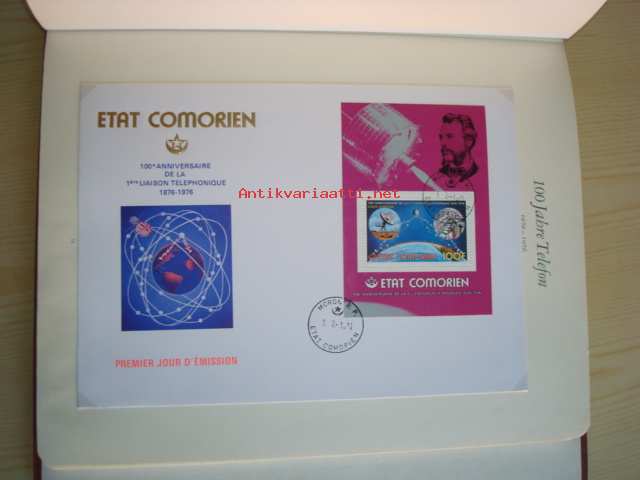 ETAT COMORIEN
100e ANNIVERSAIRE
DE LA
1ère LIAISON TELEPHONIQUE
1876-1976
PREMIER JOUR D'ÉMISSION
Antikvariaatti.net
100F
ETAT COMORIEN
MORONI R.P.
ETAT COMORIEN
100 Jahre Telefon
1876 - 1976